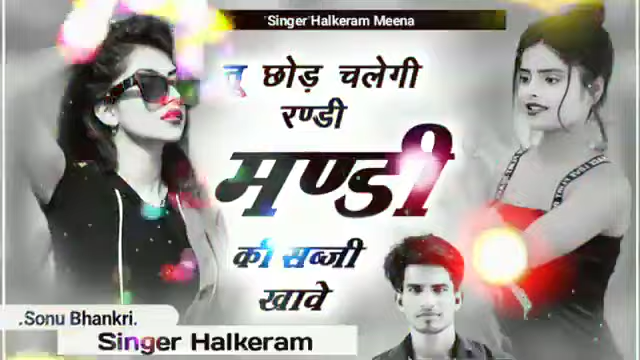 Singer Halkeram Meena
तु छोड़ चलेगी
रण्डी
मण्डी
की सब्जी
खावे
.Sonu Bhankri.
Singer Halkeram